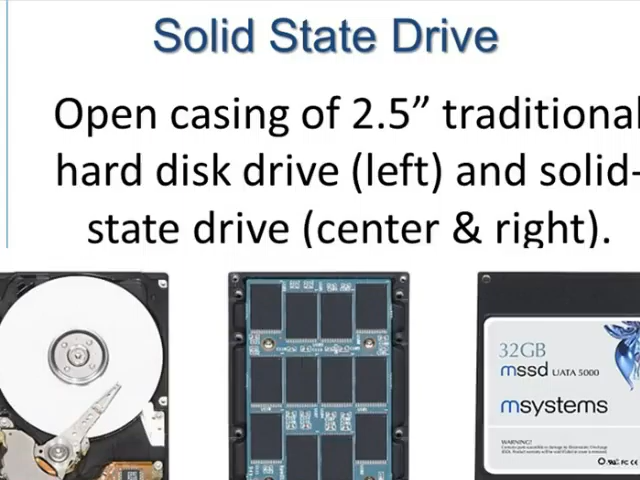 Solid State Drive
Open casing of 2.5” traditional
hard disk drive (left) and solid-
state drive (center & right).
32GB
mssd UATA 5000
msystems
WARNING!